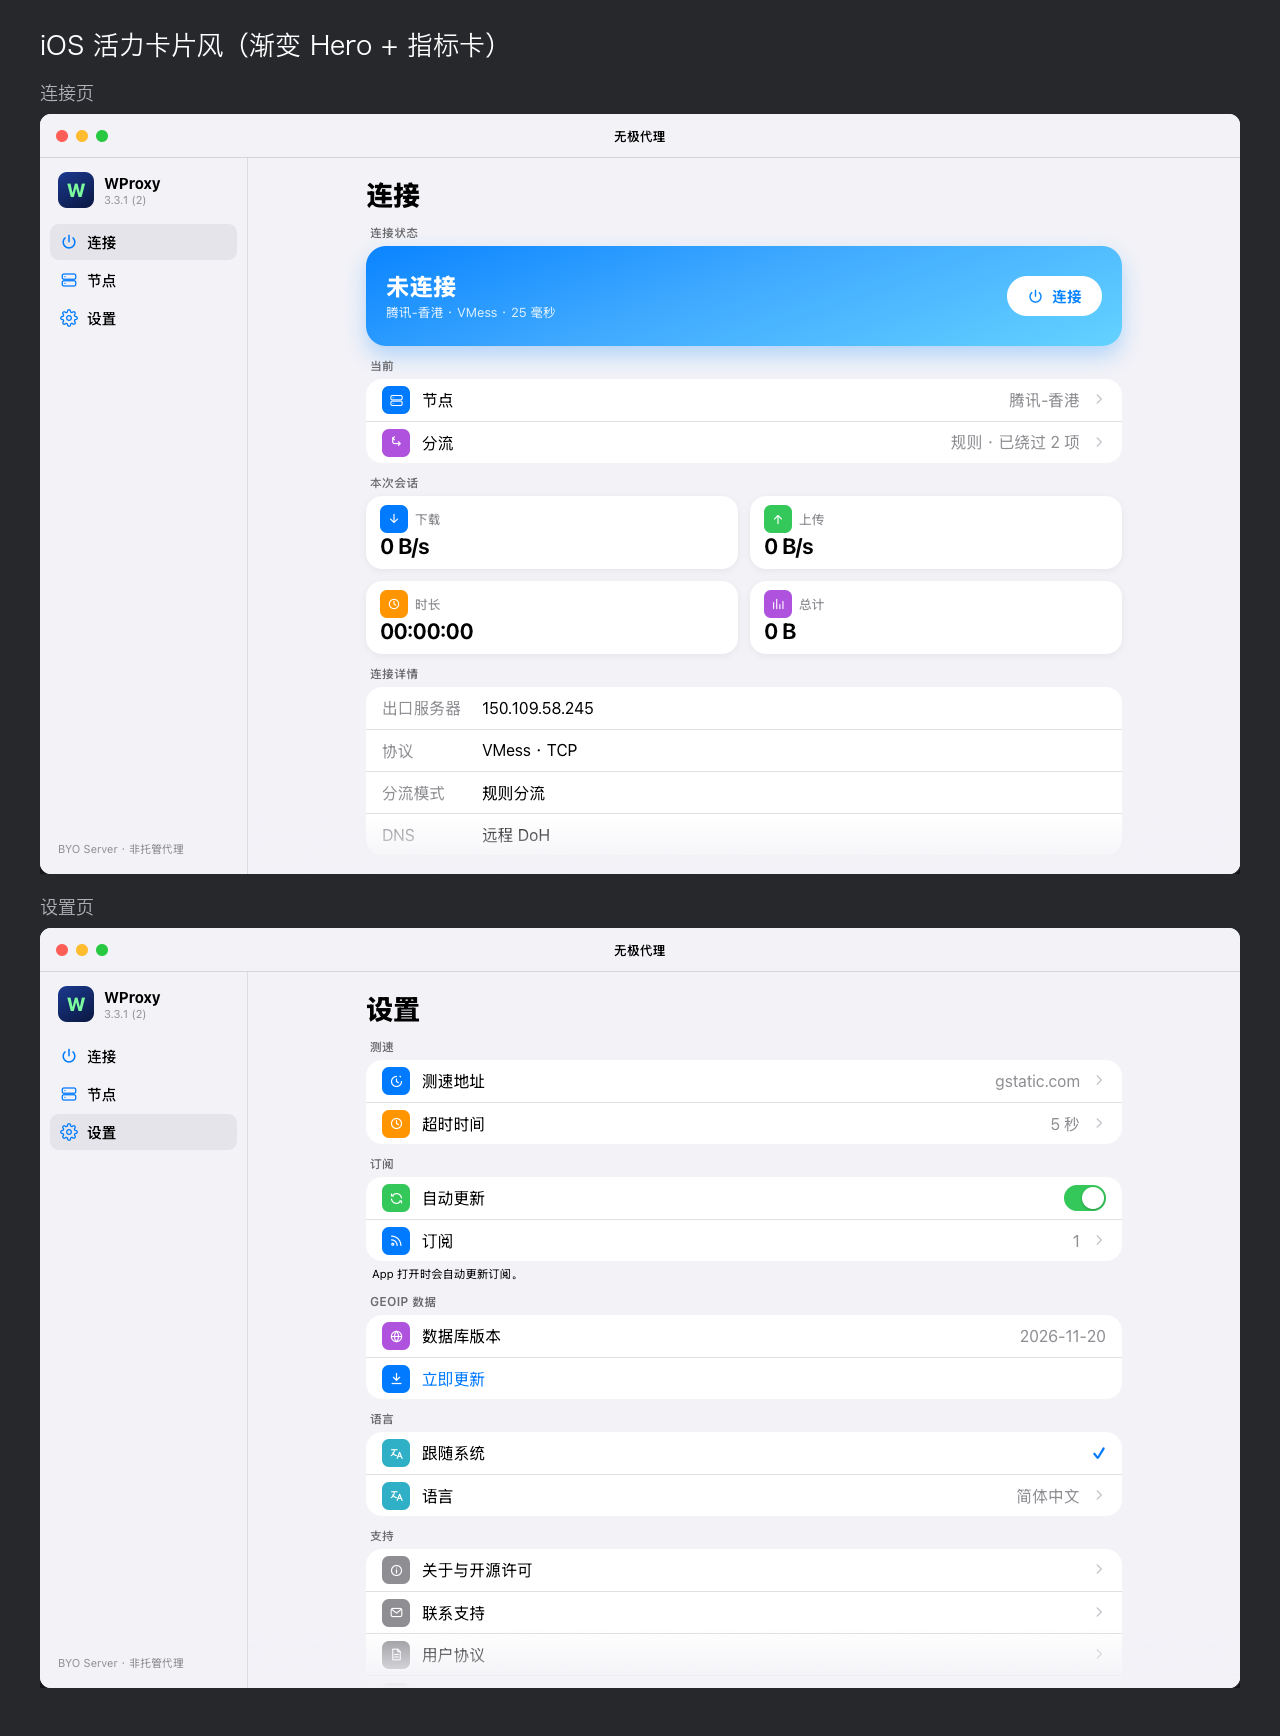 iOS 活力卡片风（渐变 Hero + 指标卡）
连接页
无极代理
W
WProxy
3.3.1 (2)
连接
节点
设置
BYO Server · 非托管代理
连接
连接状态
未连接
腾讯-香港 · VMess · 25 毫秒
连接
当前
节点 腾讯-香港
分流 规则 · 已绕过 2 项
本次会话
下载
0 B/s
上传
0 B/s
时长
00:00:00
总计
0 B
连接详情
出口服务器 150.109.58.245
协议 VMess · TCP
分流模式 规则分流
DNS 远程 DoH
设置页
无极代理
W
WProxy
3.3.1 (2)
连接
节点
设置
BYO Server · 非托管代理
设置
测速
测速地址 gstatic.com
超时时间 5 秒
订阅
自动更新
订阅 1
App 打开时会自动更新订阅。
GEOIP 数据
数据库版本 2026-11-20
立即更新
语言
跟随系统
语言 简体中文
支持
关于与开源许可
联系支持
用户协议